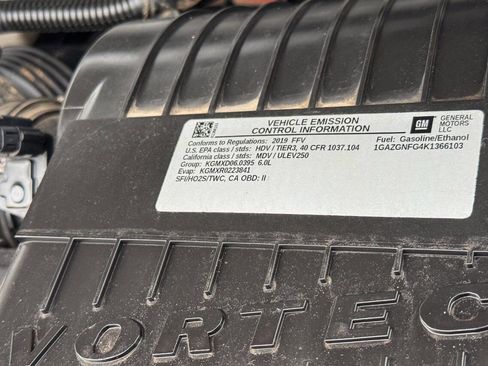 VEHICLE EMISSION
CONTROL INFORMATION
GM
GENERAL
MOTORS
LLC
Conforms to Regulations: 2019 FFV
Fuel: Gasoline/Ethanol
U.S. EPA class / stds: HDV / TIER3, 40 CFR 1037.104
1GAZGNFG4K1366103
California class / stds: MDV / ULEV250
Group: KGMXD06.0395 6.0L
Evap: KGMXR0223841
SFI/HO2S/TWC, CA OBD: II
VORTEC